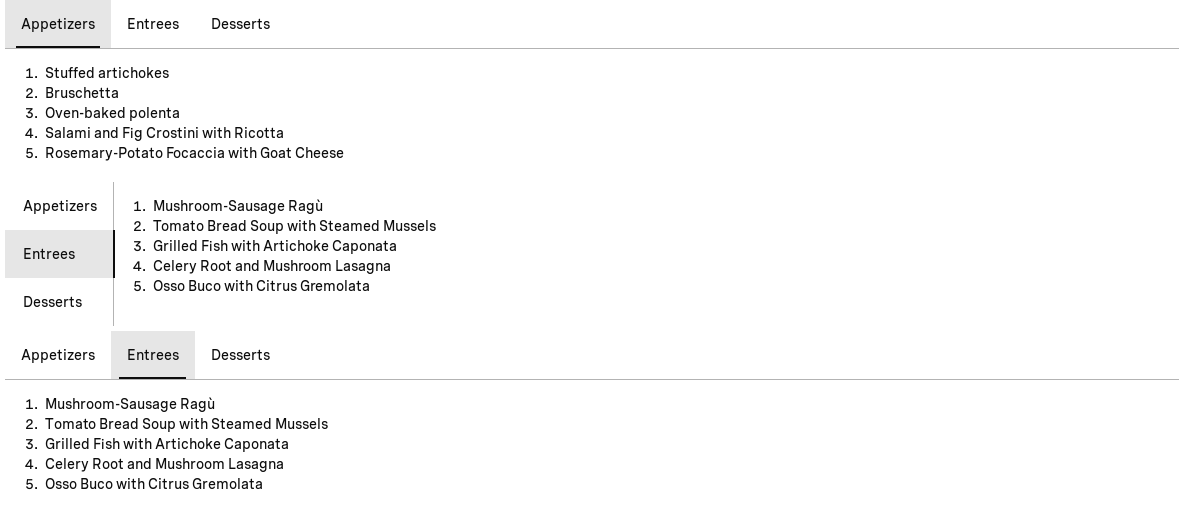 Appetizers Entrees Desserts
1. Stuffed artichokes
2. Bruschetta
3. Oven-baked polenta
4. Salami and Fig Crostini with Ricotta
5. Rosemary-Potato Focaccia with Goat Cheese
Appetizers
Entrees
Desserts
1. Mushroom-Sausage Ragù
2. Tomato Bread Soup with Steamed Mussels
3. Grilled Fish with Artichoke Caponata
4. Celery Root and Mushroom Lasagna
5. Osso Buco with Citrus Gremolata
Appetizers Entrees Desserts
1. Mushroom-Sausage Ragù
2. Tomato Bread Soup with Steamed Mussels
3. Grilled Fish with Artichoke Caponata
4. Celery Root and Mushroom Lasagna
5. Osso Buco with Citrus Gremolata